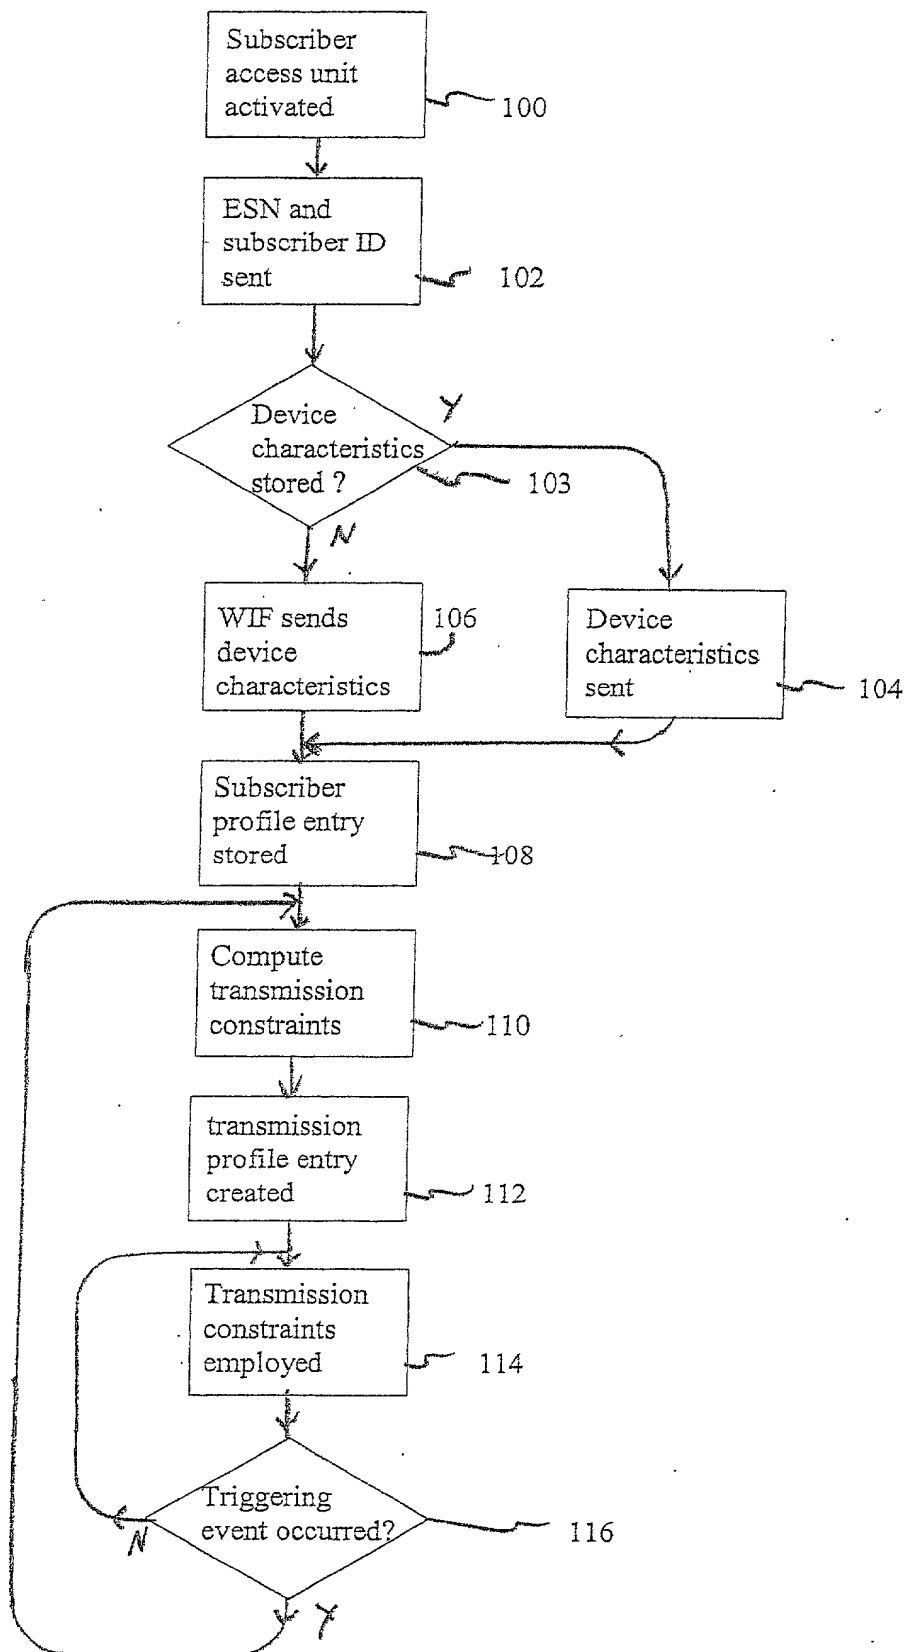 Subscriber
access unit
activated
100
ESN and
subscriber ID
sent
102
Y
Device
characteristics
stored ?
103
N
WIF sends
device
characteristics
106
Device
characteristics
sent
104
Subscriber
profile entry
stored
108
Compute
transmission
constraints
110
transmission
profile entry
created
112
Transmission
constraints
employed
114
Triggering
event occurred?
116
N
Y